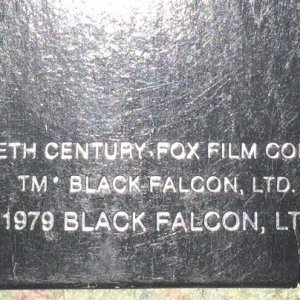 ETH CENTURY-FOX FILM CO
TM* BLACK FALCON, LTD.
1979 BLACK FALCON, LT